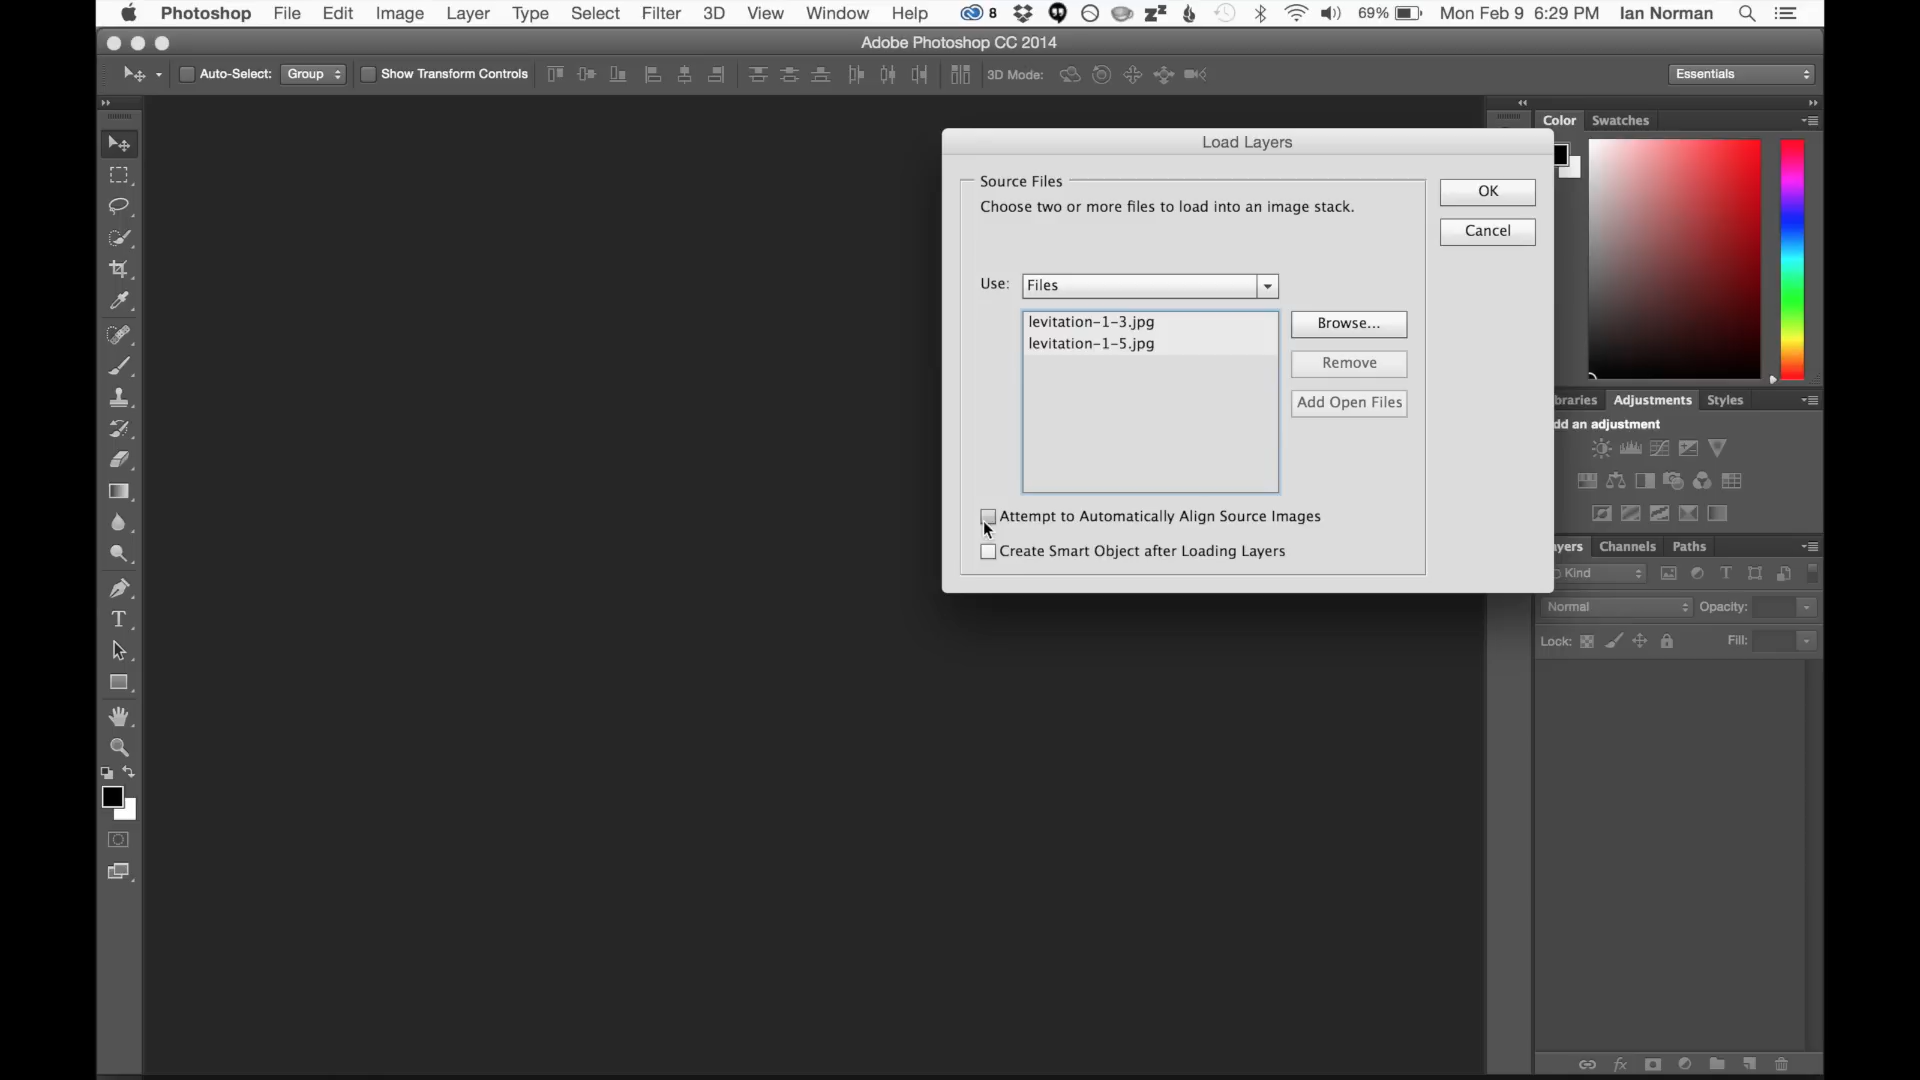 Photoshop File Edit Image Layer Type Select Filter 3D View Window Help 8 69% Mon Feb 9 6:29 PM Ian Norman
Adobe Photoshop CC 2014
Auto-Select: Group Show Transform Controls 3D Mode: Essentials
Color Swatches
Load Layers
Source Files
Choose two or more files to load into an image stack.
OK
Cancel
Use: Files
levitation-1-3.jpg
levitation-1-5.jpg
Browse...
Remove
Add Open Files
Attempt to Automatically Align Source Images
Create Smart Object after Loading Layers
braries Adjustments Styles
dd an adjustment
yers Channels Paths
Kind
Normal Opacity:
Lock: Fill:
T
fx